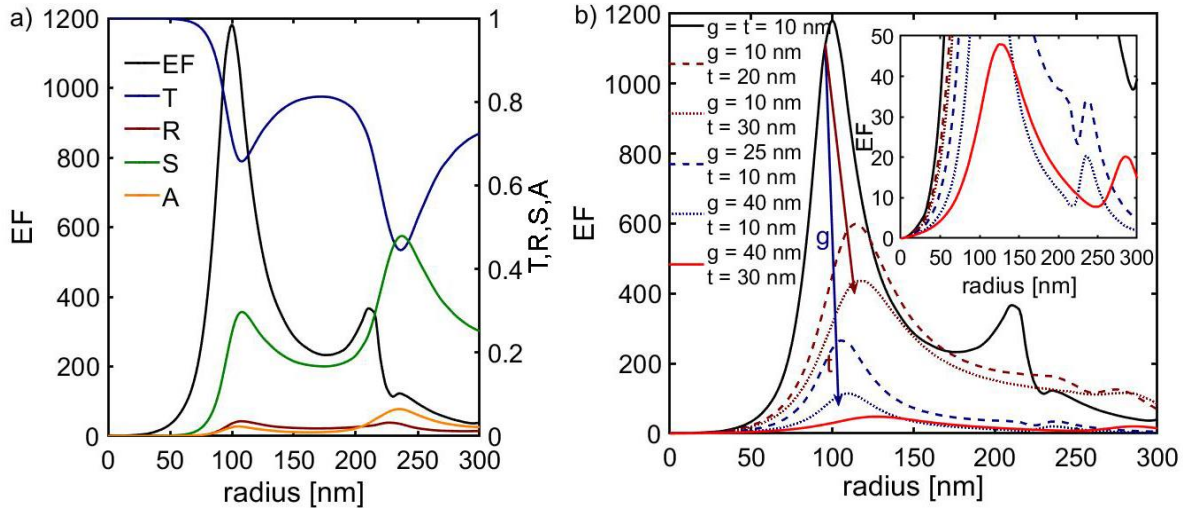 a)
1200
1000
800
600
400
200
0
EF
EF
T
R
S
A
1
0.8
0.6
0.4
0.2
0
T,R,S,A
0 50 100 150 200 250 300
radius [nm]
b)
1200
1000
800
600
400
200
0
EF
g = t = 10 nm
g = 10 nm
t = 20 nm
g = 10 nm
t = 30 nm
g = 25 nm
t = 10 nm
g = 40 nm
t = 10 nm
g = 40 nm
t = 30 nm
g
t
50
40
30
20
10
0
EF
0 50 100 150 200 250 300
radius [nm]
0 50 100 150 200 250 300
radius [nm]